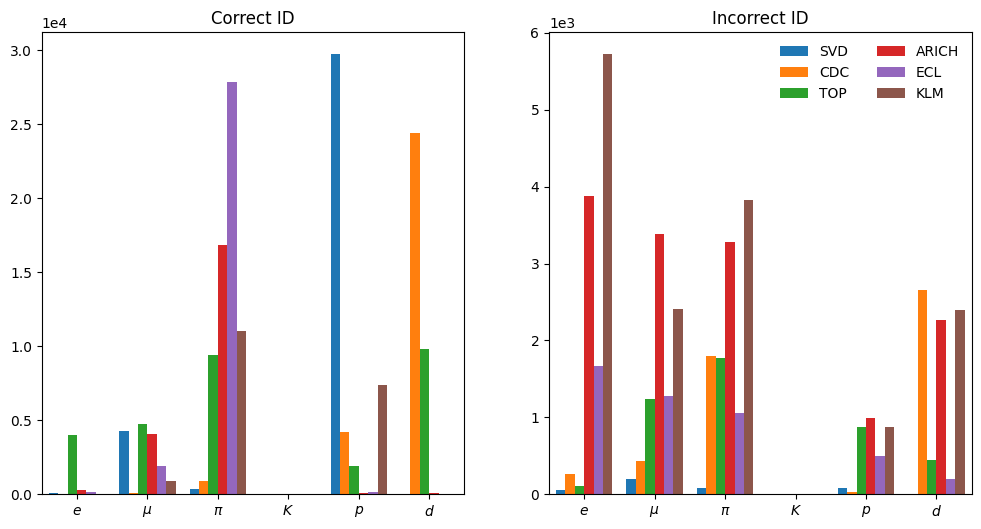 Correct ID
1e4
3.0
2.5
2.0
1.5
1.0
0.5
0.0
e μ π K p d
Incorrect ID
1e3
6
5
4
3
2
1
0
SVD ARICH
CDC ECL
TOP KLM
e μ π K p d